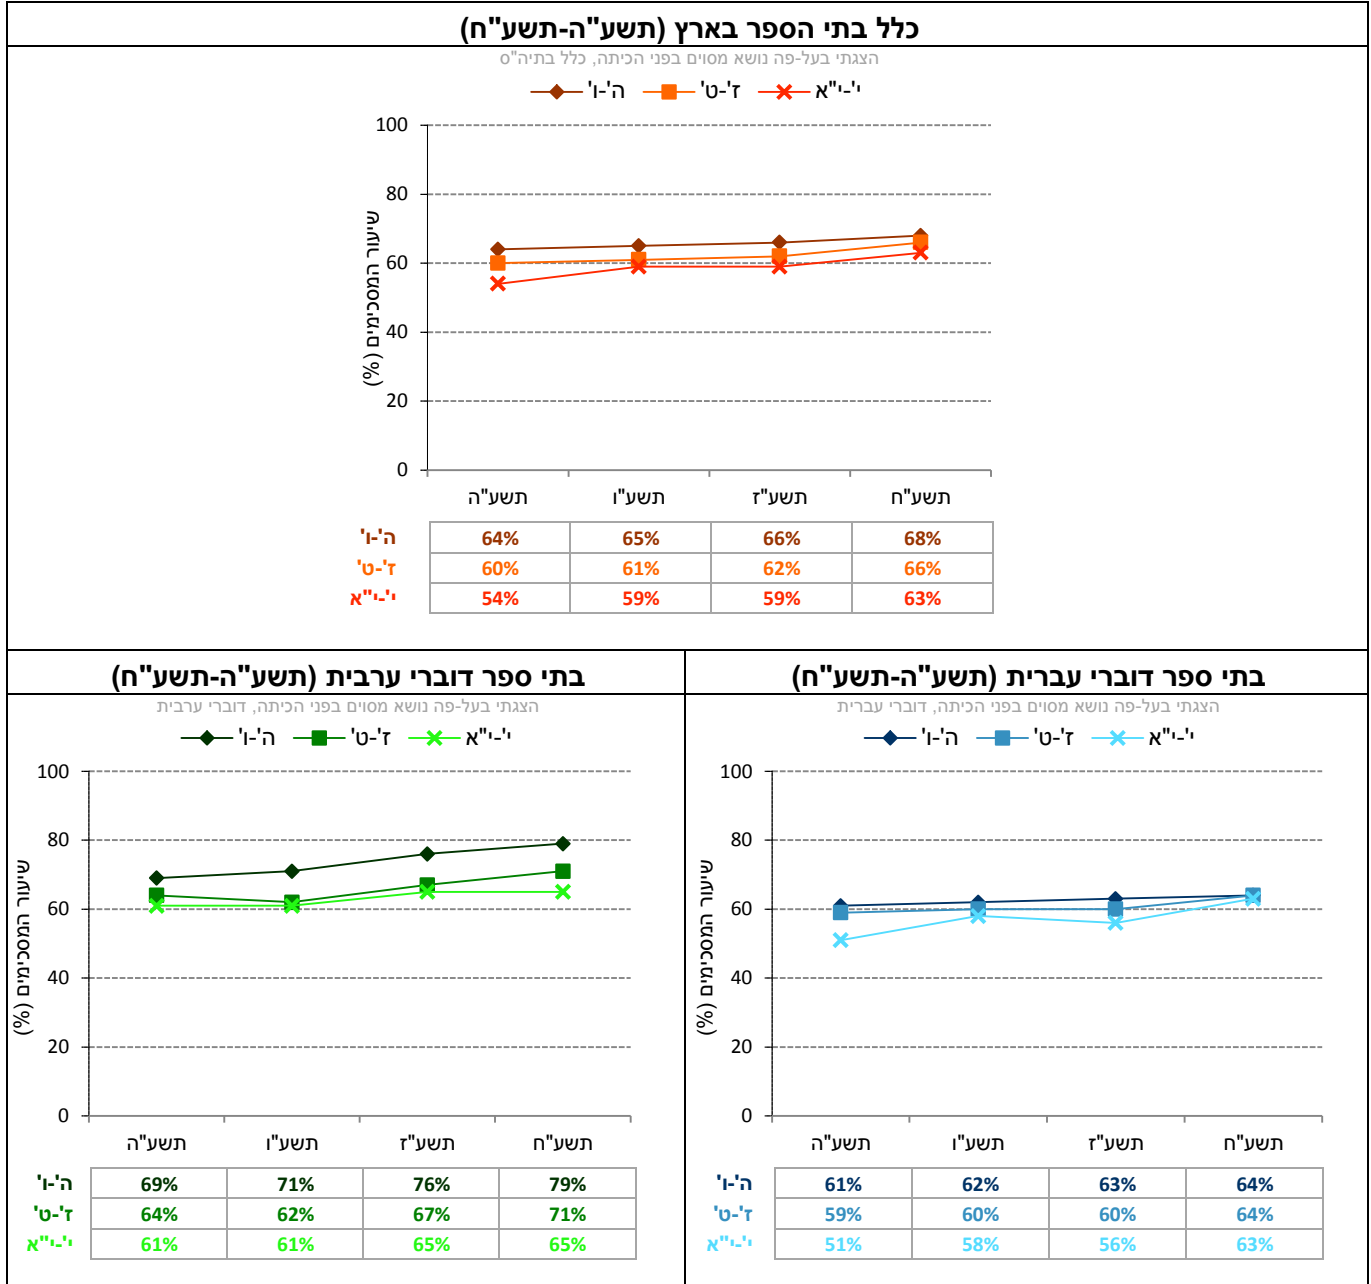 כלל בתי הספר בארץ (תשע"ה-תשע"ח)
הצגתי בעל-פה נושא מסוים בפני הכיתה, כלל בתיה"ס
ה'-ו' ז'-ט' י'-י"א
שיעור המסכימים (%)
100
80
60
40
20
0
תשע"ה תשע"ו תשע"ז תשע"ח
ה'-ו' 64% 65% 66% 68%
ז'-ט' 60% 61% 62% 66%
י'-י"א 54% 59% 59% 63%
בתי ספר דוברי עברית (תשע"ה-תשע"ח)
הצגתי בעל-פה נושא מסוים בפני הכיתה, דוברי עברית
ה'-ו' ז'-ט' י'-י"א
שיעור המסכימים (%)
100
80
60
40
20
0
תשע"ה תשע"ו תשע"ז תשע"ח
ה'-ו' 61% 62% 63% 64%
ז'-ט' 59% 60% 60% 64%
י'-י"א 51% 58% 56% 63%
בתי ספר דוברי ערבית (תשע"ה-תשע"ח)
הצגתי בעל-פה נושא מסוים בפני הכיתה, דוברי ערבית
ה'-ו' ז'-ט' י'-י"א
שיעור המסכימים (%)
100
80
60
40
20
0
תשע"ה תשע"ו תשע"ז תשע"ח
ה'-ו' 69% 71% 76% 79%
ז'-ט' 64% 62% 67% 71%
י'-י"א 61% 61% 65% 65%